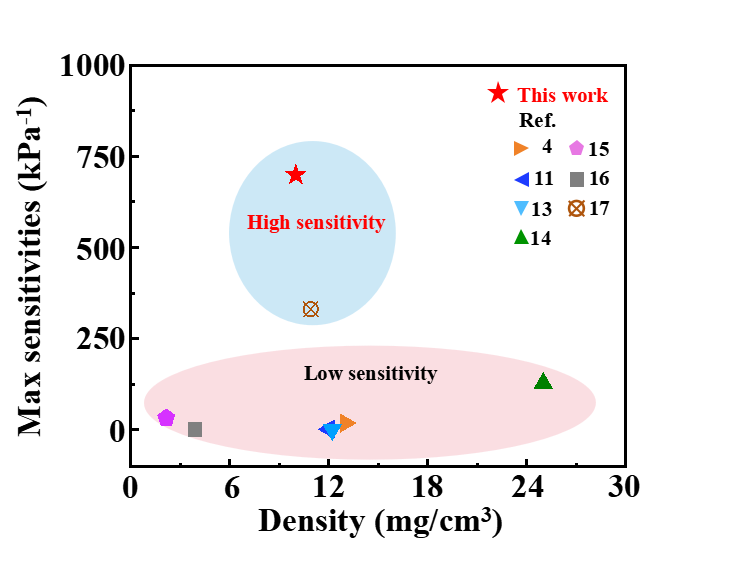 1000
750
500
250
0
Max sensitivities (kPa⁻¹)
This work
Ref.
4 15
11 16
13 17
14
High sensitivity
Low sensitivity
0 6 12 18 24 30
Density (mg/cm³)